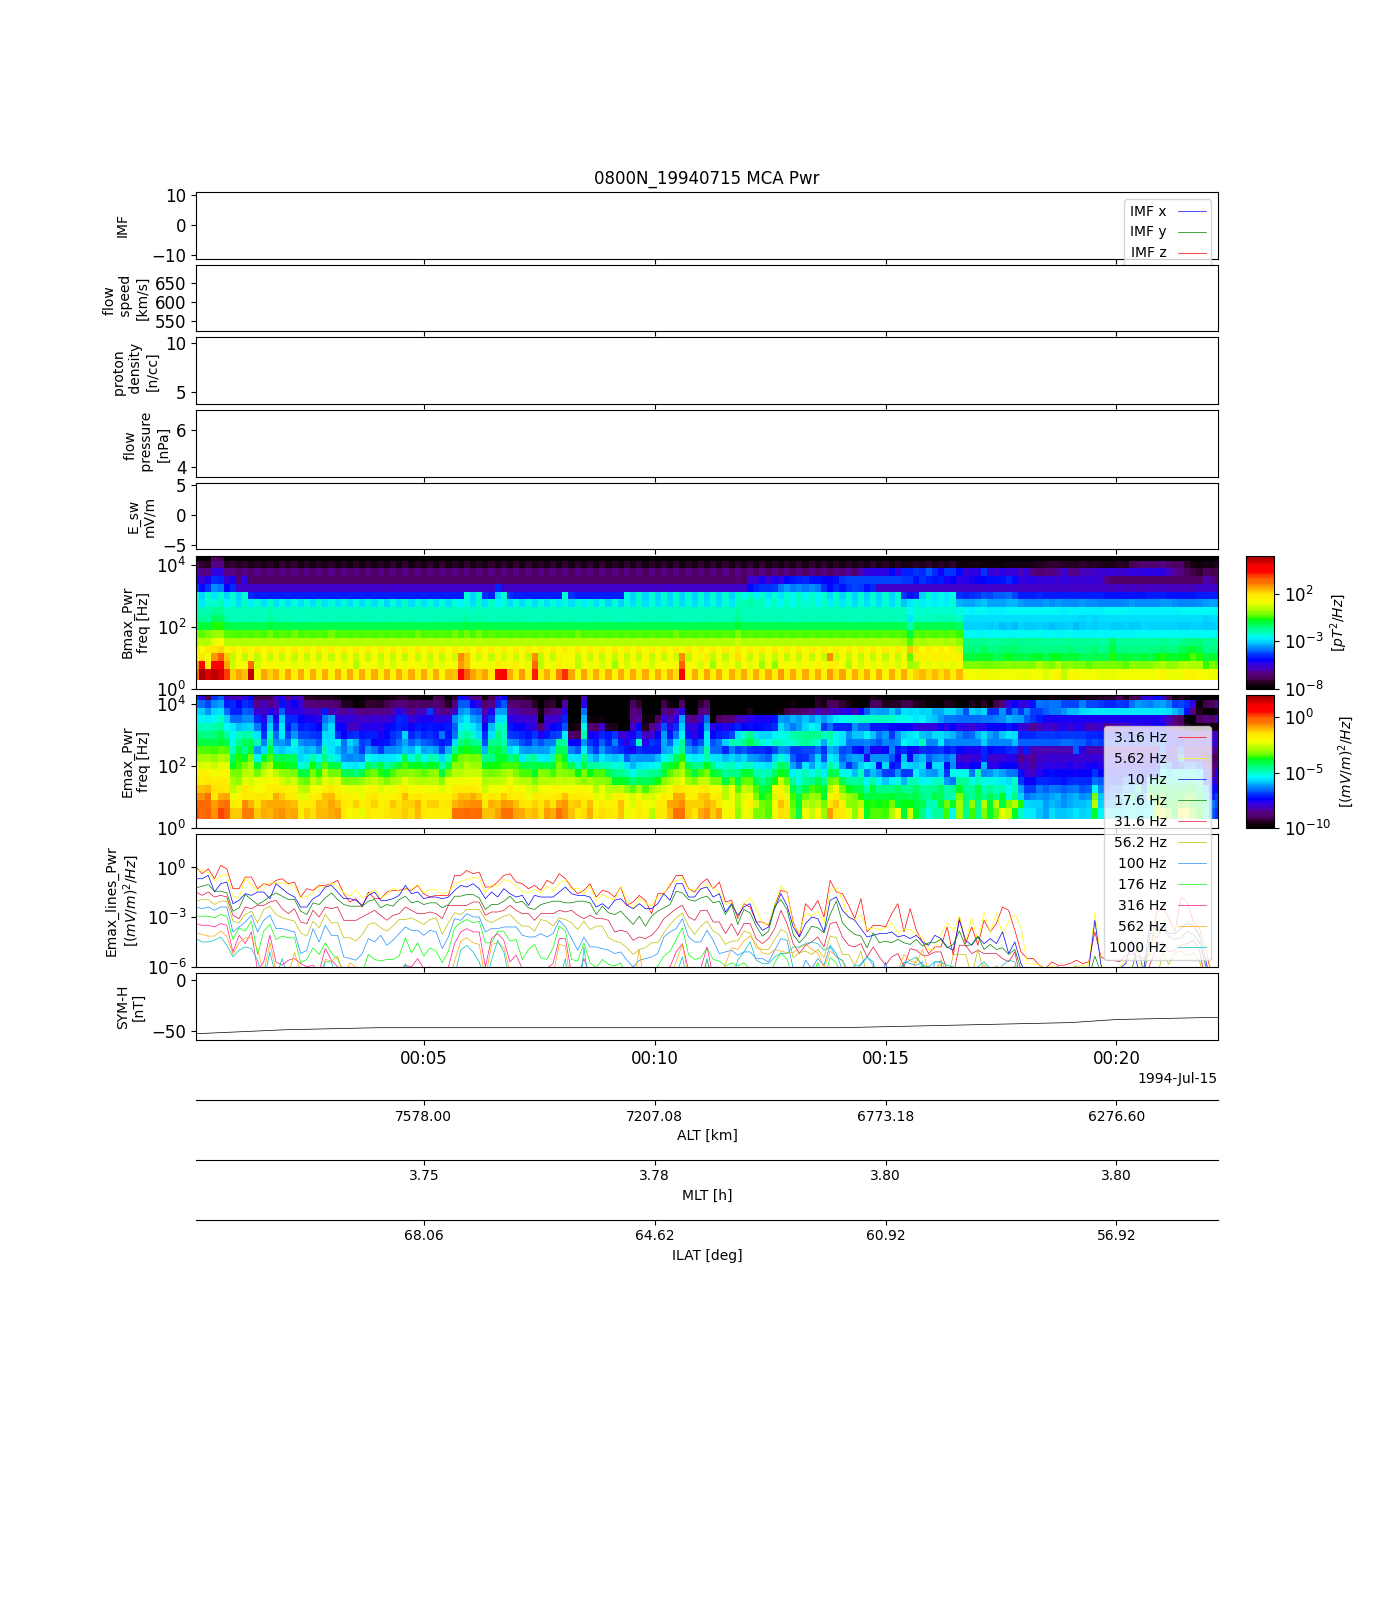 0800N_19940715 MCA Pwr
IMF
10
0
−10
IMF x
IMF y
IMF z
flow
speed
[km/s]
650
600
550
proton
density
[n/cc]
10
5
flow
pressure
[nPa]
6
4
E_sw
mV/m
5
0
−5
Bmax_Pwr
freq [Hz]
10^4
10^2
10^0
10^2
10^−3
10^−8
[pT^2/Hz]
Emax_Pwr
freq [Hz]
10^4
10^2
10^0
10^0
10^−5
10^−10
[(mV/m)^2/Hz]
3.16 Hz
5.62 Hz
10 Hz
17.6 Hz
31.6 Hz
56.2 Hz
100 Hz
176 Hz
316 Hz
562 Hz
1000 Hz
Emax_lines_Pwr
[(mV/m)^2/Hz]
10^0
10^−3
10^−6
SYM-H
[nT]
0
−50
00:05 00:10 00:15 00:20
1994-Jul-15
7578.00 7207.08 6773.18 6276.60
ALT [km]
3.75 3.78 3.80 3.80
MLT [h]
68.06 64.62 60.92 56.92
ILAT [deg]